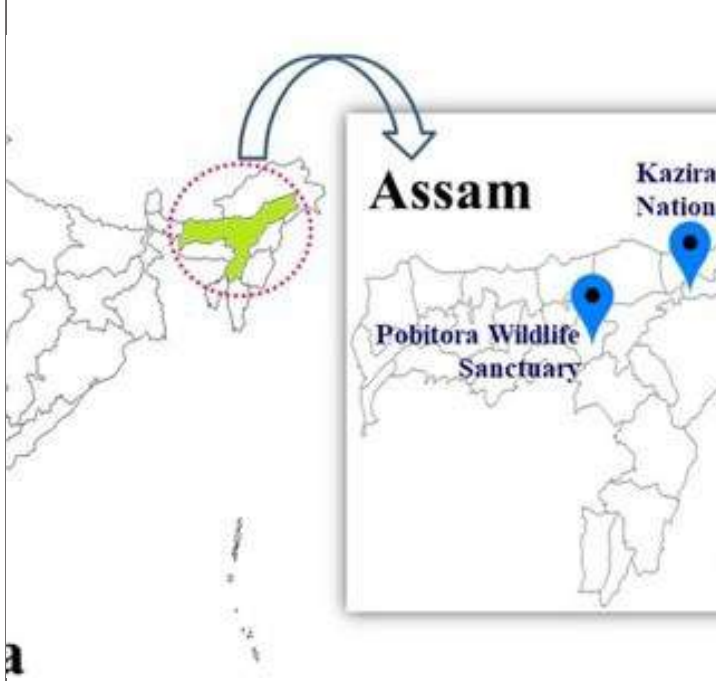 Assam
Kazira
Nation
Pobitora Wildlife
Sanctuary
a